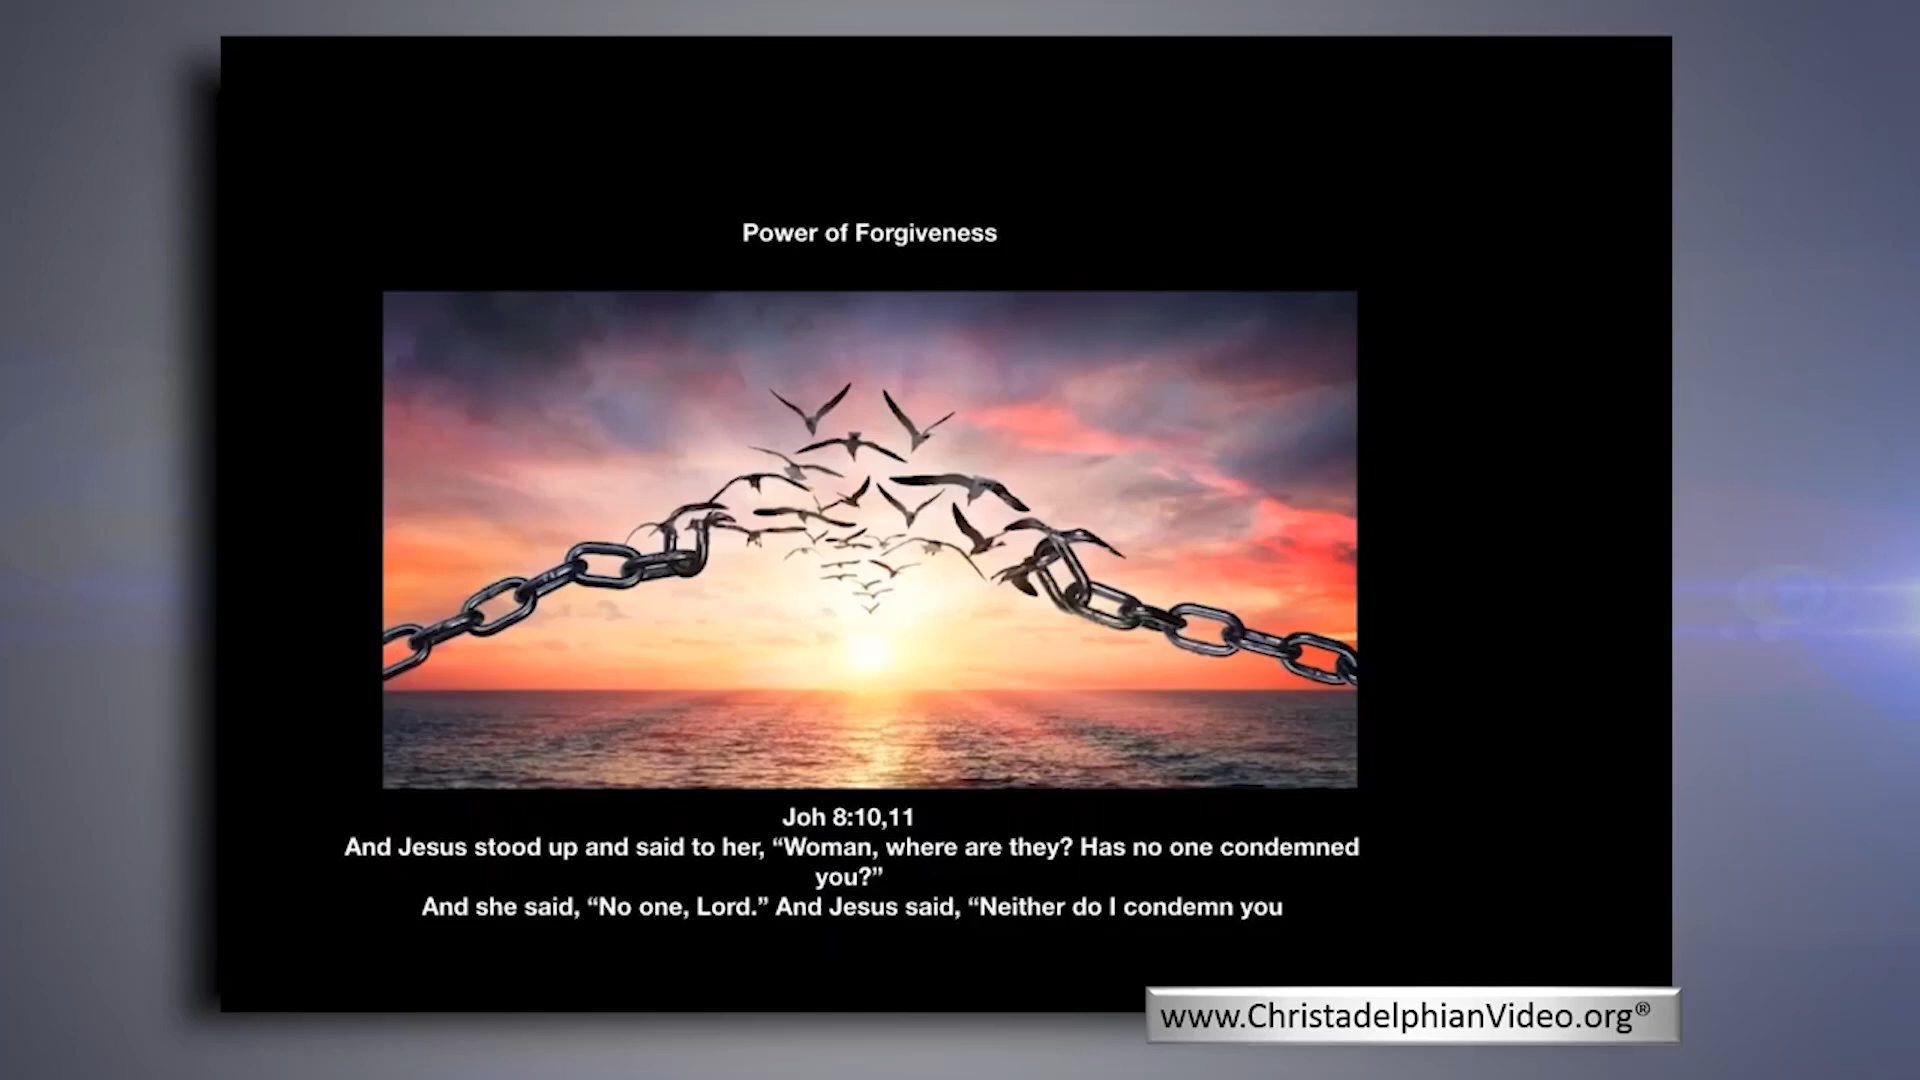 Power of Forgiveness
Joh 8:10,11
And Jesus stood up and said to her, “Woman, where are they? Has no one condemned
you?”
And she said, “No one, Lord.” And Jesus said, “Neither do I condemn you
www.ChristadelphianVideo.org®